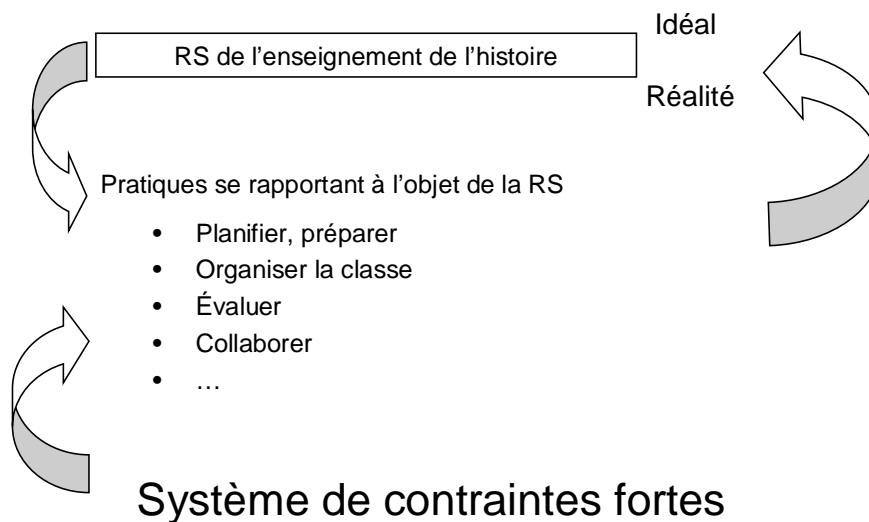 Idéal
RS de l’enseignement de l’histoire
Réalité
Pratiques se rapportant à l’objet de la RS
• Planifier, préparer
• Organiser la classe
• Évaluer
• Collaborer
• …
Système de contraintes fortes